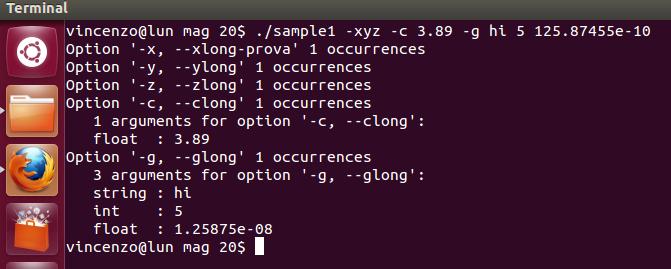 Terminal
vincenzo@lun mag 20$ ./sample1 -xyz -c 3.89 -g hi 5 125.87455e-10
Option '-x, --xlong-prova' 1 occurrences
Option '-y, --ylong' 1 occurrences
Option '-z, --zlong' 1 occurrences
Option '-c, --clong' 1 occurrences
   1 arguments for option '-c, --clong':
   float  : 3.89
Option '-g, --glong' 1 occurrences
   3 arguments for option '-g, --glong':
   string : hi
   int    : 5
   float  : 1.25875e-08
vincenzo@lun mag 20$